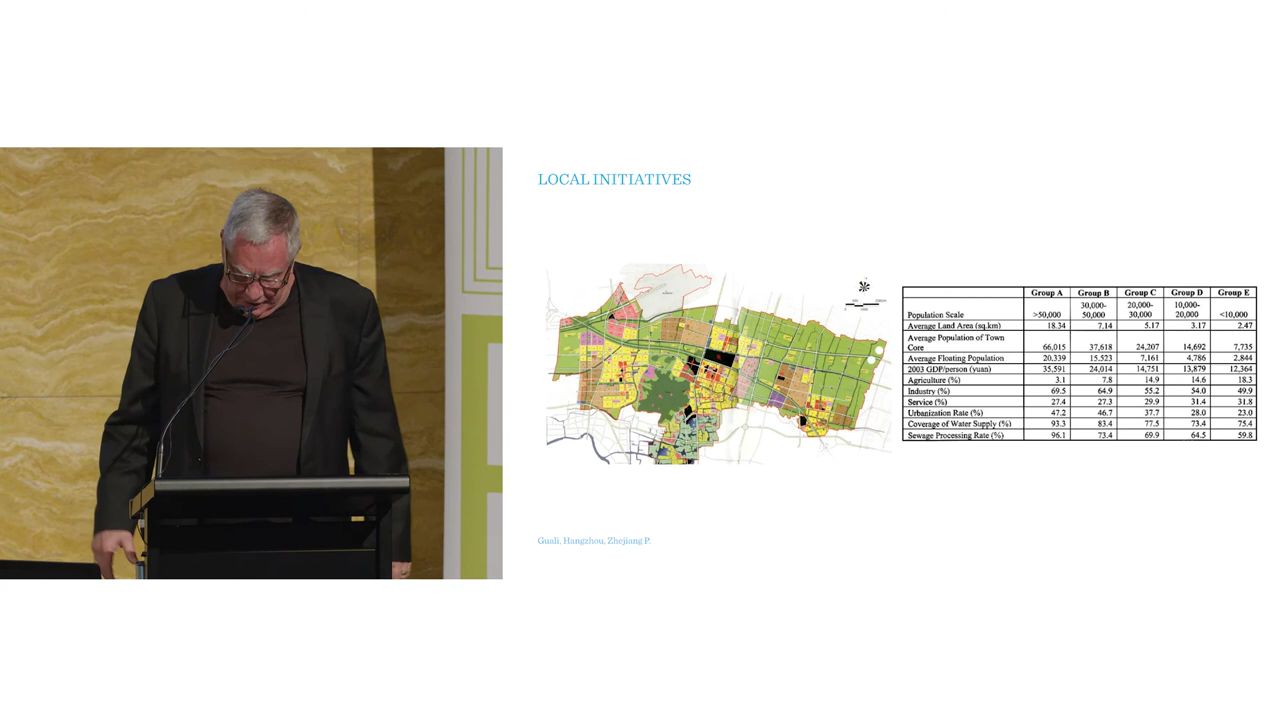 LOCAL INITIATIVES
Group A Group B Group C Group D Group E
Population Scale >50,000 30,000-50,000 20,000-30,000 10,000-20,000 <10,000
Average Land Area (sq.km) 18.34 7.14 5.17 3.17 2.47
Average Population of Town Core 66,015 37,618 24,207 14,692 7,735
Average Floating Population 20,339 15.523 7,161 4,786 2,844
2003 GDP/person (yuan) 35,591 24,014 14,751 13,879 12,364
Agriculture (%) 3.1 7.8 14.9 14.6 18.3
Industry (%) 69.5 64.9 55.2 54.0 49.9
Service (%) 27.4 27.3 29.9 31.4 31.8
Urbanization Rate (%) 47.2 46.7 37.7 28.0 23.0
Coverage of Water Supply (%) 93.3 83.4 77.5 73.4 75.4
Sewage Processing Rate (%) 96.1 73.4 69.9 64.5 59.8
Guali, Hangzhou, Zhejiang P.